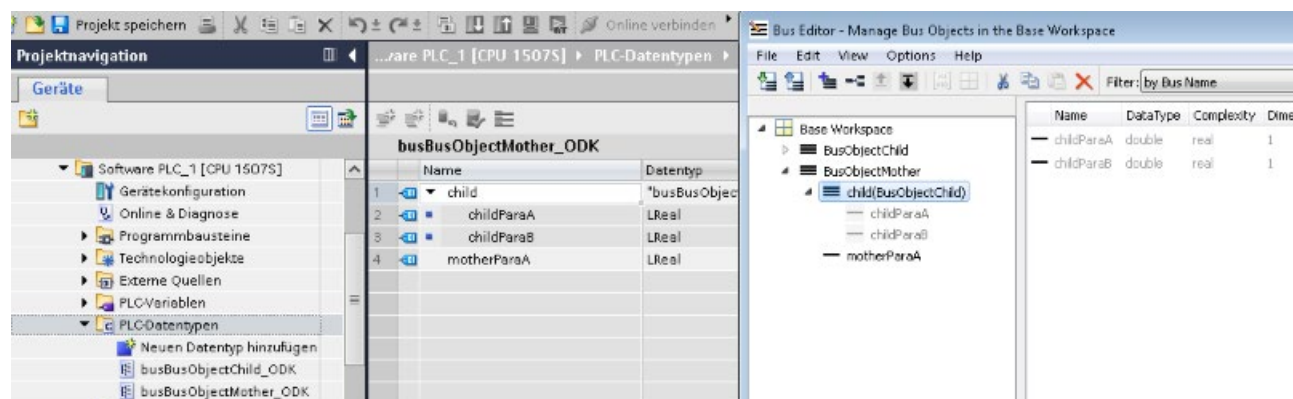 Projekt speichern
Online verbinden
Projektnavigation
Geräte
Software PLC_1 [CPU 1507S]
Gerätekonfiguration
Online & Diagnose
Programmbausteine
Technologieobjekte
Externe Quellen
PLC-Variablen
PLC-Datentypen
Neuen Datentyp hinzufügen
busBusObjectChild_ODK
busBusObjectMother_ODK
...ware PLC_1 [CPU 1507S] PLC-Datentypen
busBusObjectMother_ODK
Name Datentyp
1 child "busBusObjec
2 childParaA LReal
3 childParaB LReal
4 motherParaA LReal
Bus Editor - Manage Bus Objects in the Base Workspace
File Edit View Options Help
Filter: by Bus Name
Base Workspace
BusObjectChild
BusObjectMother
child(BusObjectChild)
childParaA
childParaB
motherParaA
Name DataType Complexity Dime
childParaA double real 1
childParaB double real 1